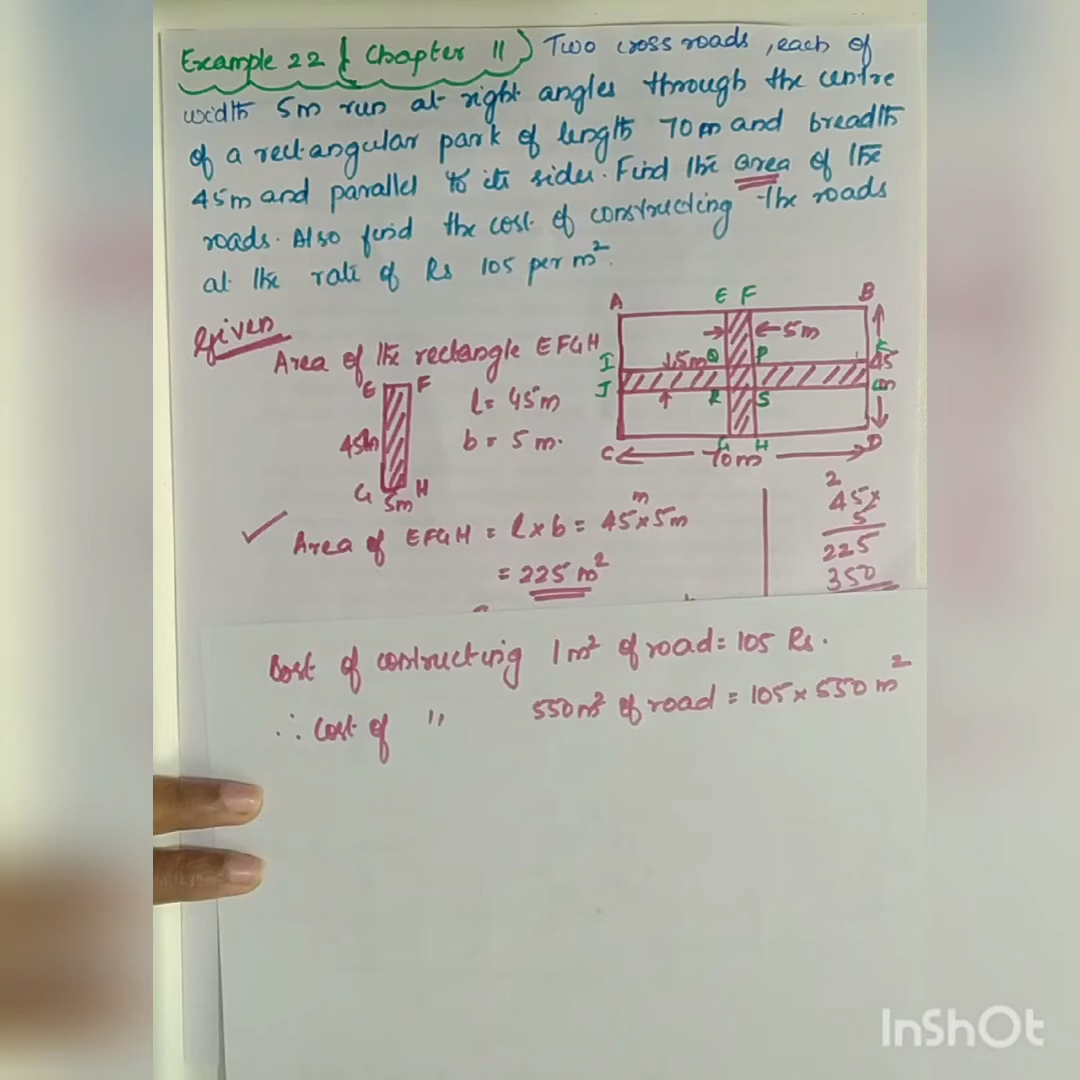 Example 22 { Chapter 11 } Two cross roads, each of
width 5m run at right angles through the centre
of a rectangular park of length 70m and breadth
45m and parallel to its sides. Find the area of the
roads. Also find the cost of constructing the roads
at the rate of Rs 105 per m².
Given
Area of the rectangle EFGH
E F
l = 45m
45m
b = 5 m.
G 5m H
A E F B
5m
I 5m Q P K
45
J R S m
C G H D
70m
Area of EFGH = l x b = 45m x 5m
= 225 m²
2
45x
5
225
350
Cost of contructing 1m² of road = 105 Rs.
∴ Cost of " 550m² of road = 105 x 550 m²
InShOt